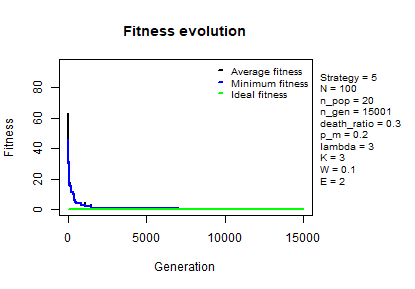 Fitness evolution
Fitness
80
60
40
20
0
Average fitness
Minimum fitness
Ideal fitness
Strategy = 5
N = 100
n_pop = 20
n_gen = 15001
death_ratio = 0.3
p_m = 0.2
lambda = 3
K = 3
W = 0.1
E = 2
0 5000 10000 15000
Generation